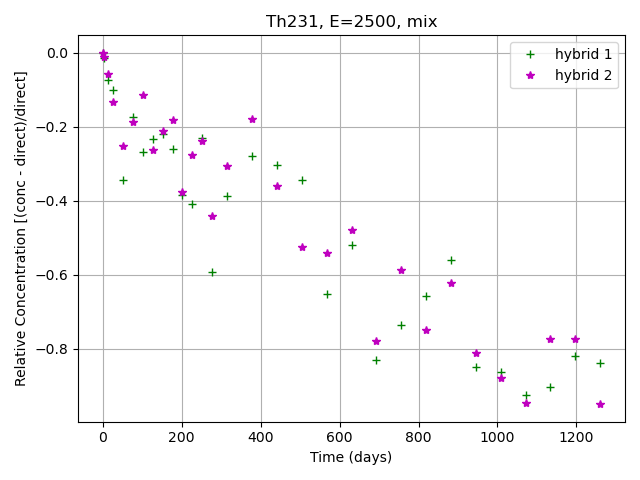 Th231, E=2500, mix
hybrid 1
hybrid 2
Relative Concentration [(conc - direct)/direct]
0.0
−0.2
−0.4
−0.6
−0.8
0 200 400 600 800 1000 1200
Time (days)